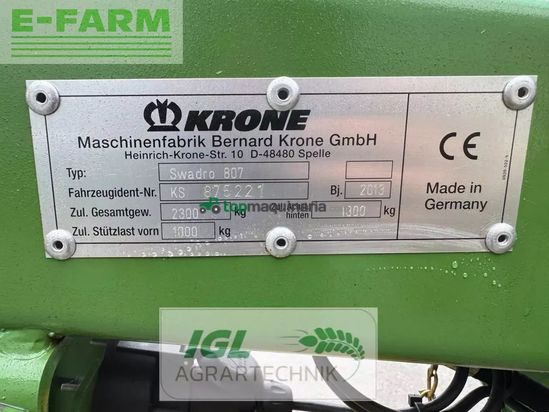 E-FARM
KRONE
Maschinenfabrik Bernard Krone GmbH
Heinrich-Krone-Str. 10 D-48480 Spelle
Typ: Swadro 807
Fahrzeugident-Nr. KS 875221 Bj. 2013
Zul. Gesamtgew. 2300 kg hinten 1300 kg
Zul. Stützlast vorn 1000 kg
CE
Made in
Germany
topmaquinaria
IGL
AGRARTECHNIK